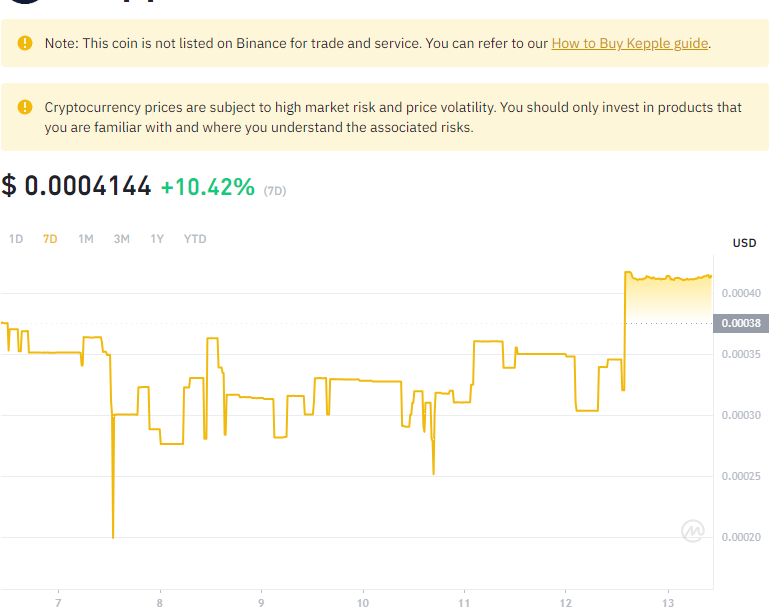 Note: This coin is not listed on Binance for trade and service. You can refer to our How to Buy Kepple guide.
Cryptocurrency prices are subject to high market risk and price volatility. You should only invest in products that
you are familiar with and where you understand the associated risks.
$ 0.0004144 +10.42% (7D)
1D 7D 1M 3M 1Y YTD
USD
0.00040
0.00038
0.00035
0.00030
0.00025
0.00020
7 8 9 10 11 12 13